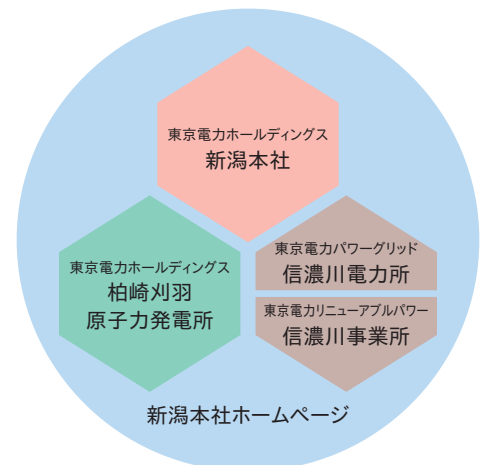 東京電力ホールディングス
新潟本社
東京電力ホールディングス
柏崎刈羽
原子力発電所
東京電力パワーグリッド
信濃川電力所
東京電力リニューアブルパワー
信濃川事業所
新潟本社ホームページ